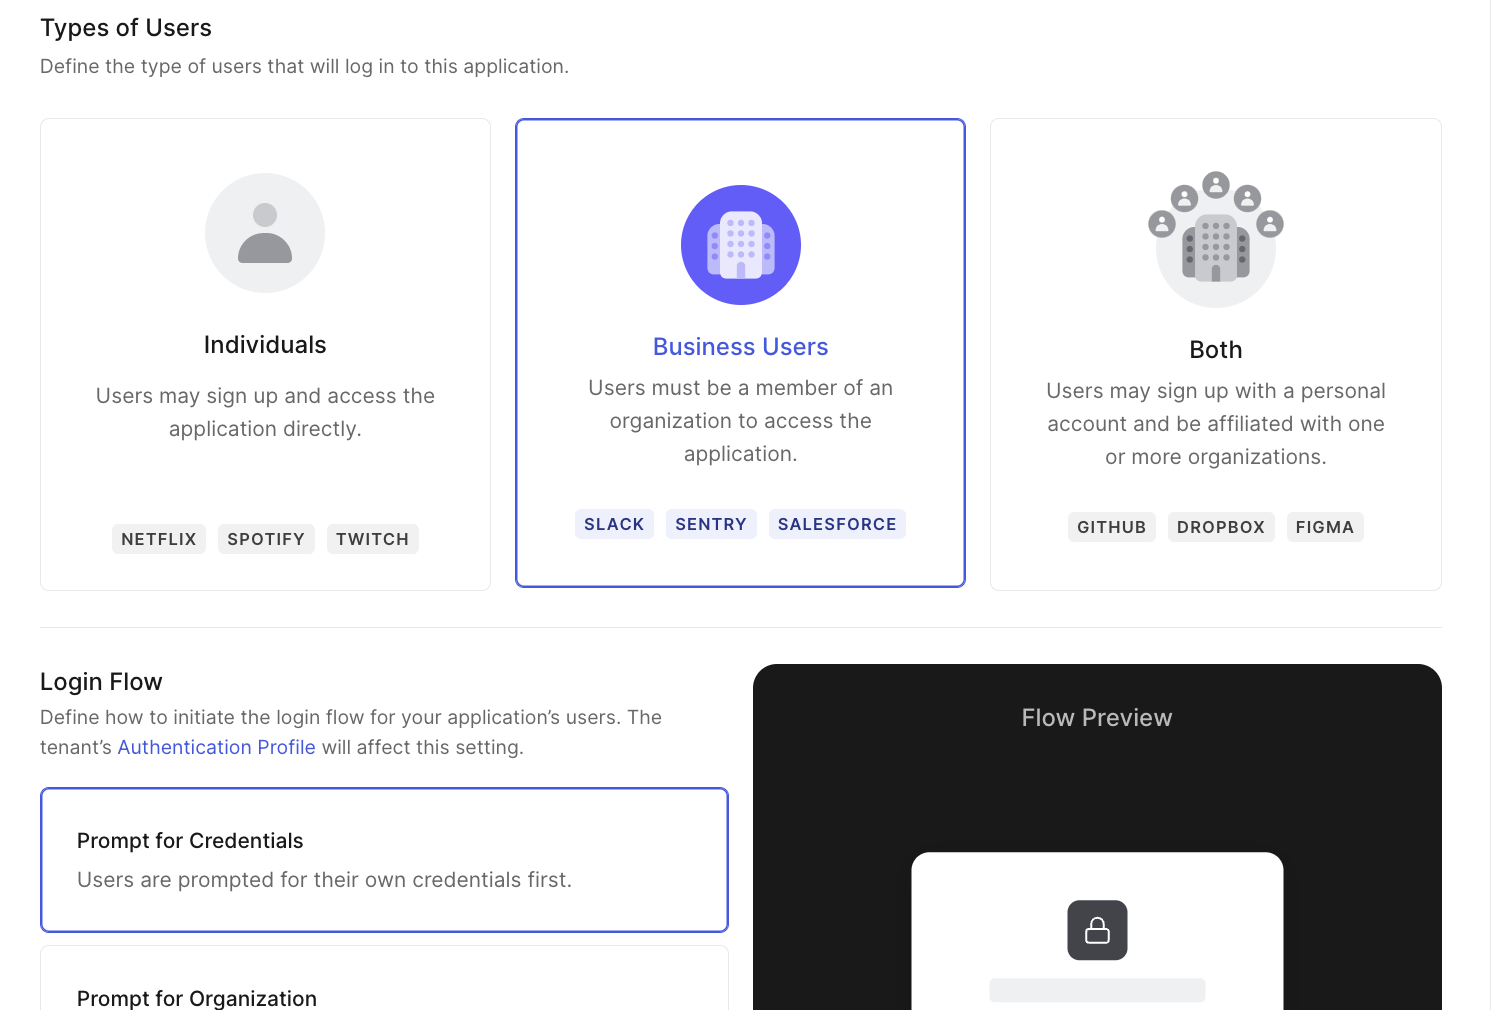 Types of Users
Define the type of users that will log in to this application.
Individuals
Users may sign up and access the
application directly.
NETFLIX SPOTIFY TWITCH
Business Users
Users must be a member of an
organization to access the
application.
SLACK SENTRY SALESFORCE
Both
Users may sign up with a personal
account and be affiliated with one
or more organizations.
GITHUB DROPBOX FIGMA
Login Flow
Define how to initiate the login flow for your application’s users. The
tenant’s Authentication Profile will affect this setting.
Prompt for Credentials
Users are prompted for their own credentials first.
Prompt for Organization
Flow Preview